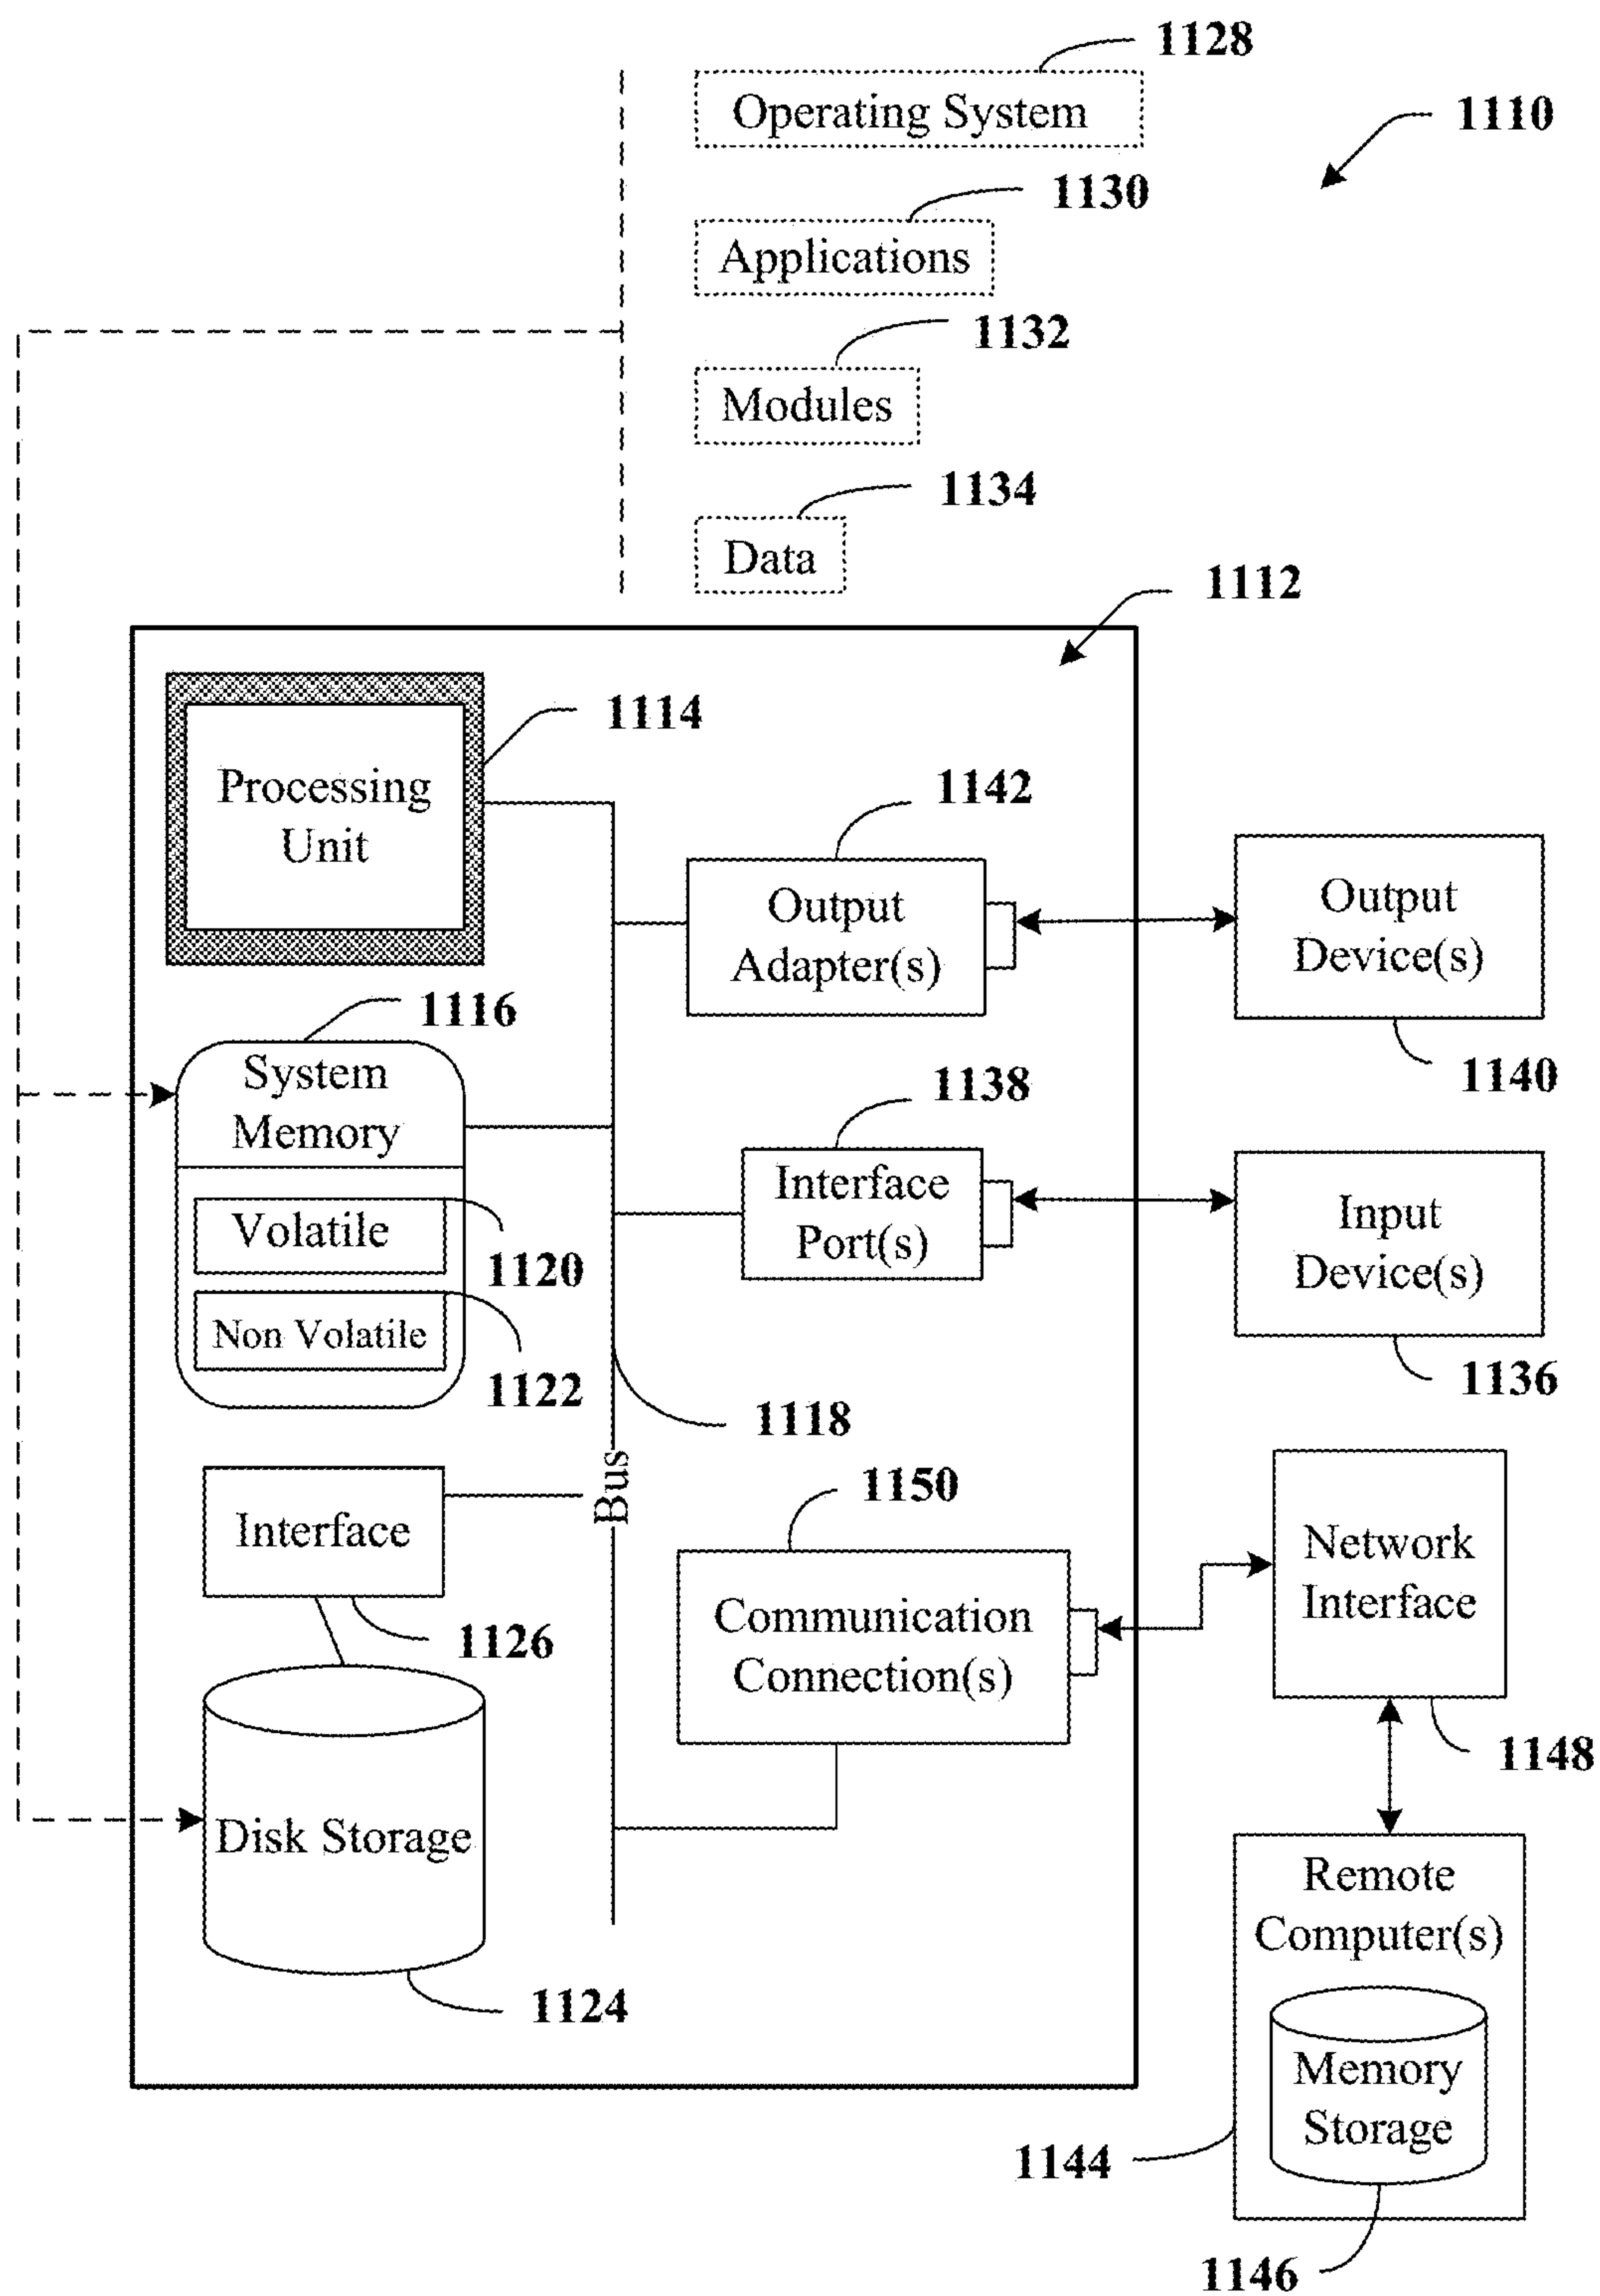 1128
Operating System
1110
1130
Applications
1132
Modules
1134
Data
1112
1114
Processing
Unit
1142
Output
Adapter(s)
Output
Device(s)
1140
1116
System
Memory
1138
Interface
Port(s)
Input
Device(s)
1136
Volatile
1120
Non Volatile
1122
1118
Bus
1150
Interface
1126
Communication
Connection(s)
Network
Interface
1148
Disk Storage
1124
Remote
Computer(s)
Memory
Storage
1144
1146